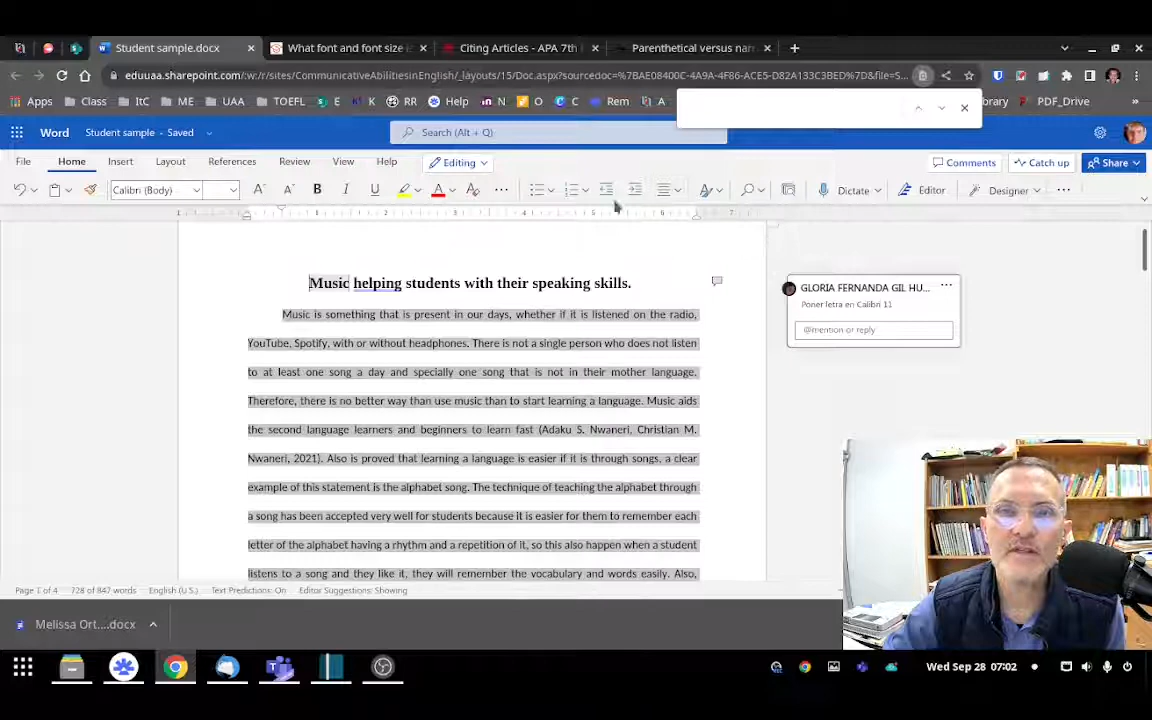 Student sample.docx
What font and font size i
Citing Articles - APA 7th
Parenthetical versus nar
eduuaa.sharepoint.com/:w:/r/sites/CommunicativeAbilitiesinEnglish/_layouts/15/Doc.aspx?sourcedoc=%7BAE08400C-4A9A-4F86-ACE5-D82A133C3BED%7D&file=S...
Apps Class ItC ME UAA TOEFL E K RR Help N O C Rem A brary PDF_Drive »
Word Student sample - Saved Search (Alt + Q)
File Home Insert Layout References Review View Help Editing Comments Catch up Share
Calibri (Body) A A B I U A Dictate Editor Designer
1 1 2 3 4 5 6 7
Music helping students with their speaking skills.
Music is something that is present in our days, whether if it is listened on the radio,
YouTube, Spotify, with or without headphones. There is not a single person who does not listen
to at least one song a day and specially one song that is not in their mother language.
Therefore, there is no better way than use music than to start learning a language. Music aids
the second language learners and beginners to learn fast (Adaku S. Nwaneri, Christian M.
Nwaneri, 2021). Also is proved that learning a language is easier if it is through songs, a clear
example of this statement is the alphabet song. The technique of teaching the alphabet through
a song has been accepted very well for students because it is easier for them to remember each
letter of the alphabet having a rhythm and a repetition of it, so this also happen when a student
listens to a song and they like it, they will remember the vocabulary and words easily. Also,
GLORIA FERNANDA GIL HU...
Poner letra en Calibri 11
@mention or reply
Page 1 of 4 728 of 847 words English (U.S.) Text Predictions: On Editor Suggestions: Showing
Melissa Ort....docx
Wed Sep 28 07:02